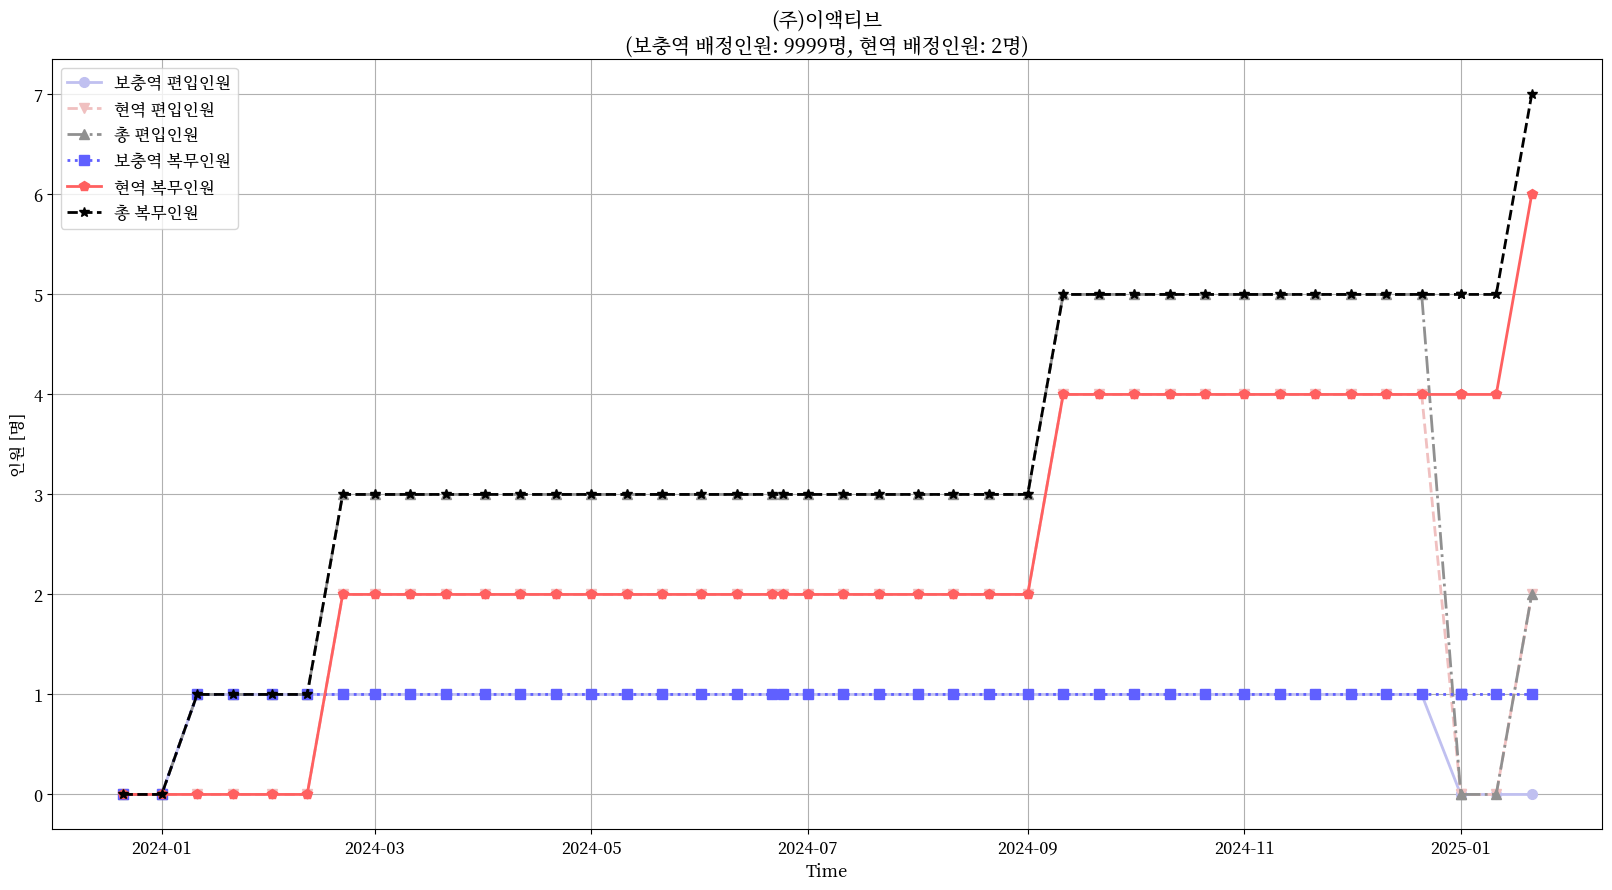 (주)이액티브
(보충역 배정인원: 9999명, 현역 배정인원: 2명)
보충역 편입인원
현역 편입인원
총 편입인원
보충역 복무인원
현역 복무인원
총 복무인원
7
6
5
4
3
2
1
0
인원 [명]
2024-01
2024-03
2024-05
2024-07
2024-09
2024-11
2025-01
Time